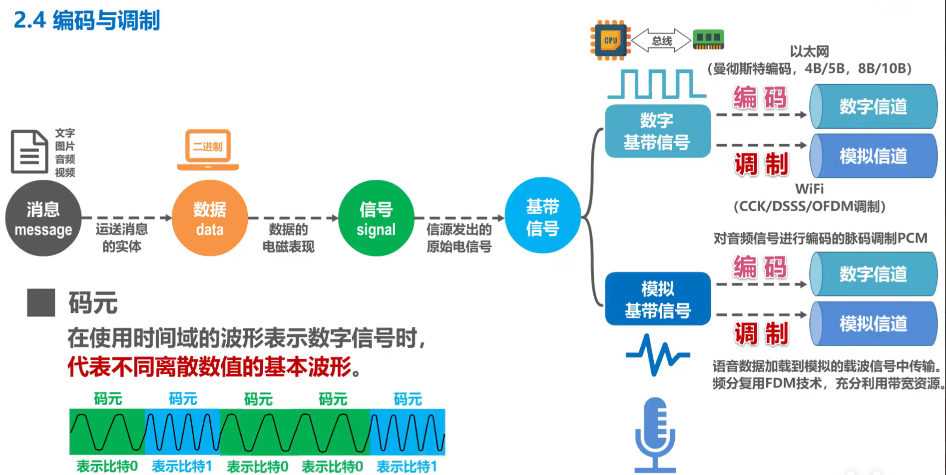 2.4 编码与调制
CPU
总线
以太网
（曼彻斯特编码，4B/5B，8B/10B）
编 码
数字信道
数字
基带信号
调 制
模拟信道
WiFi
（CCK/DSSS/OFDM调制）
文字
图片
音频
视频
二进制
消息
message
运送消息
的实体
数据
data
数据的
电磁表现
信号
signal
信源发出的
原始电信号
基带
信号
对音频信号进行编码的脉码调制PCM
编 码
数字信道
模拟
基带信号
调 制
模拟信道
语音数据加载到模拟的载波信号中传输。
频分复用FDM技术，充分利用带宽资源。
码元
在使用时间域的波形表示数字信号时，
代表不同离散数值的基本波形。
码元 码元 码元 码元 码元
表示比特0 表示比特1 表示比特0 表示比特0 表示比特1